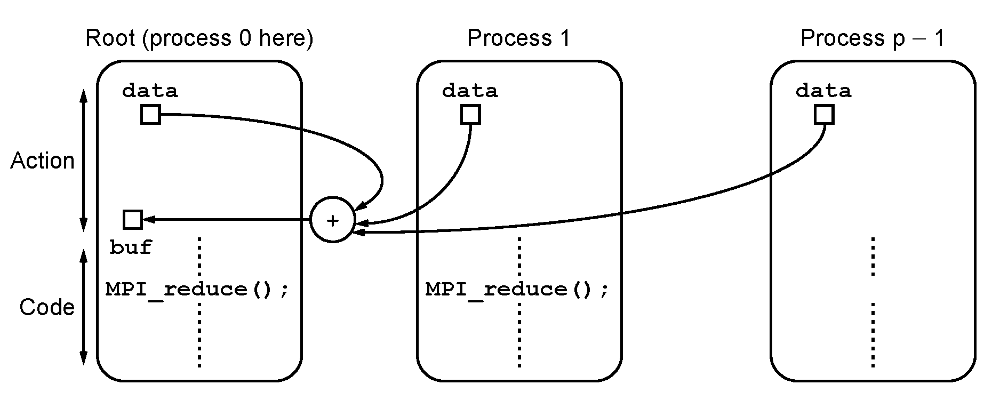 Root (process 0 here)
Process 1
Process p – 1
data
data
data
Action
+
buf
MPI_reduce();
MPI_reduce();
Code